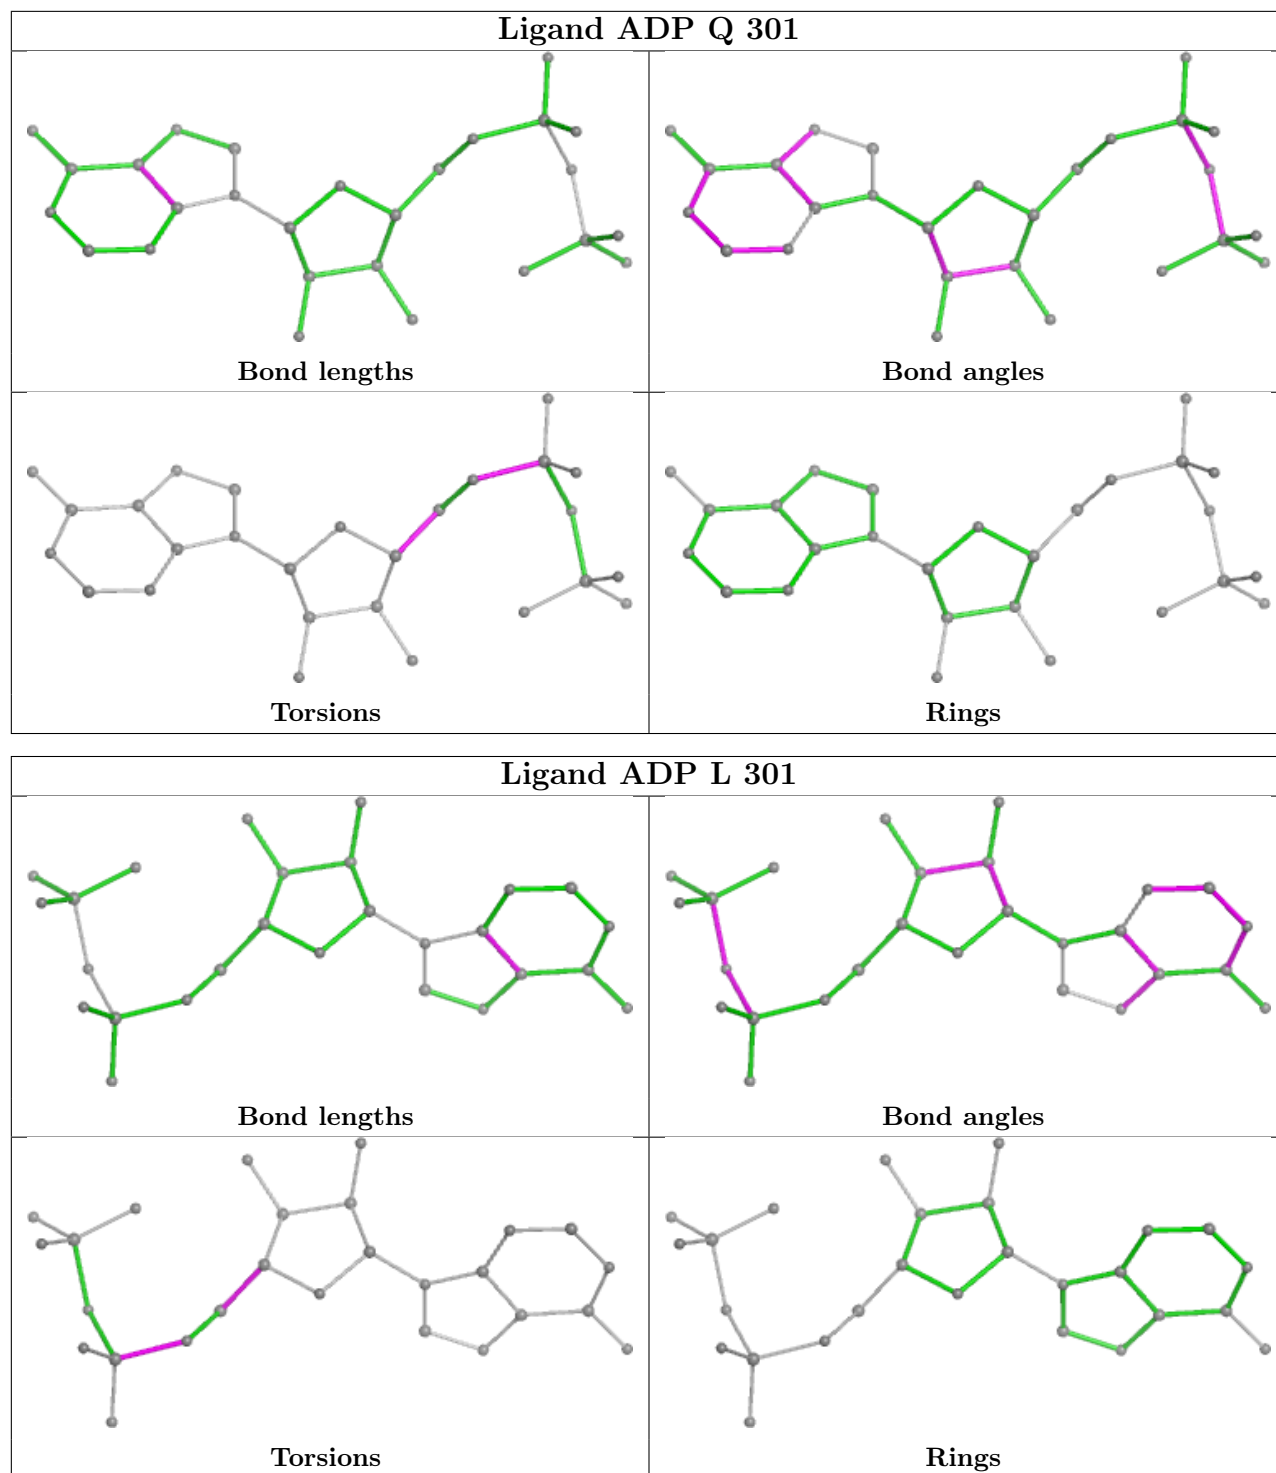 Ligand ADP Q 301
Bond lengths
Bond angles
Torsions
Rings
Ligand ADP L 301
Bond lengths
Bond angles
Torsions
Rings